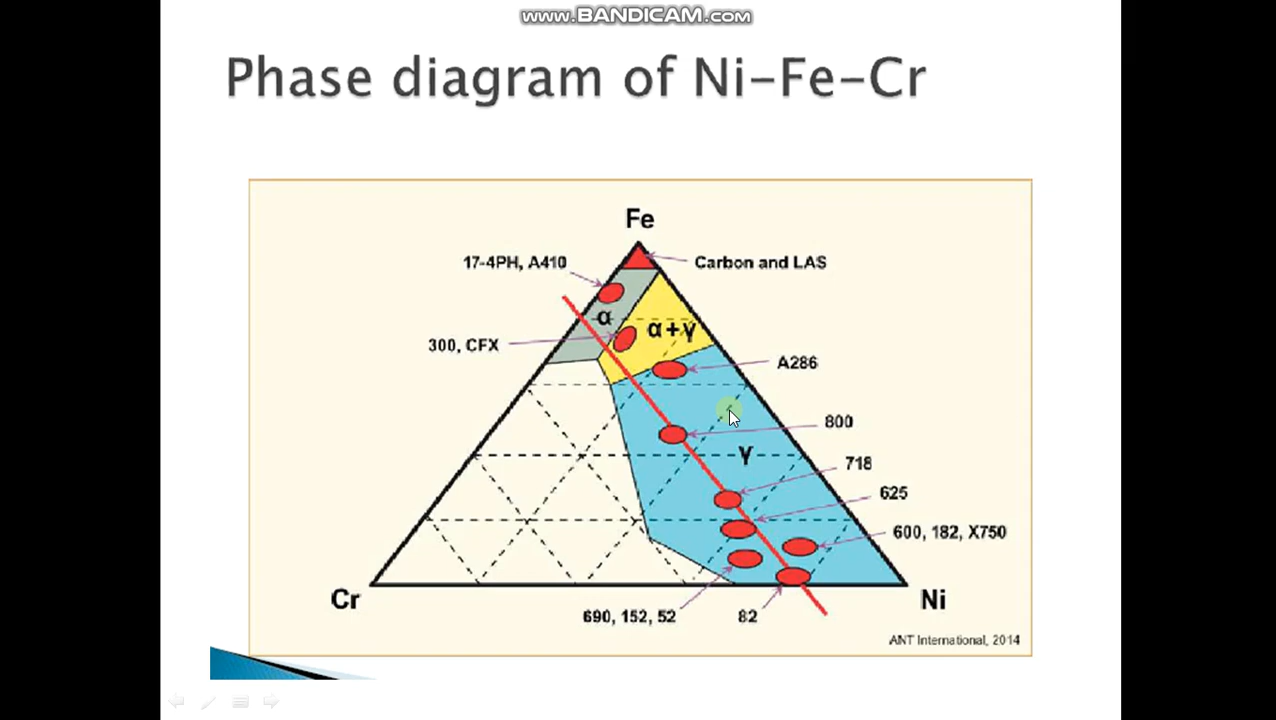 www.BANDICAM.com
Phase diagram of Ni-Fe-Cr
Fe
17-4PH, A410
Carbon and LAS
α
α+γ
300, CFX
A286
800
γ
718
625
600, 182, X750
Cr
Ni
690, 152, 52
82
ANT International, 2014